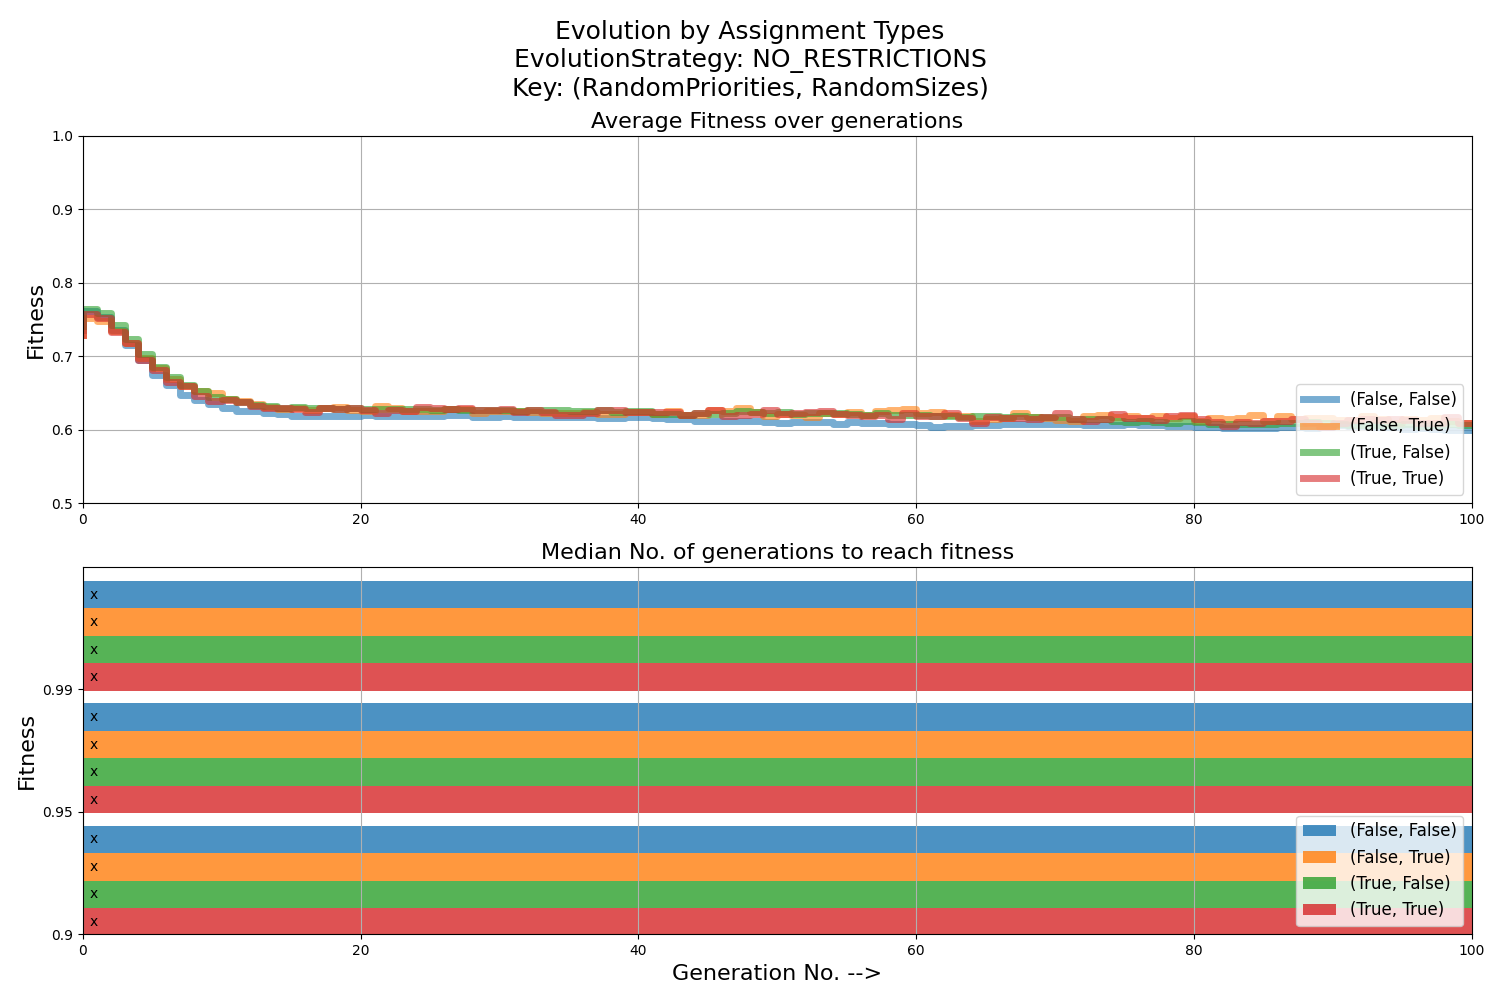 Evolution by Assignment Types
EvolutionStrategy: NO_RESTRICTIONS
Key: (RandomPriorities, RandomSizes)
Average Fitness over generations
1.0
0.9
0.8
0.7
0.6
0.5
Fitness
0 20 40 60 80 100
(False, False)
(False, True)
(True, False)
(True, True)
Median No. of generations to reach fitness
x
x
x
x
0.99
x
x
x
x
0.95
x
x
x
x
0.9
Fitness
0 20 40 60 80 100
(False, False)
(False, True)
(True, False)
(True, True)
Generation No. -->